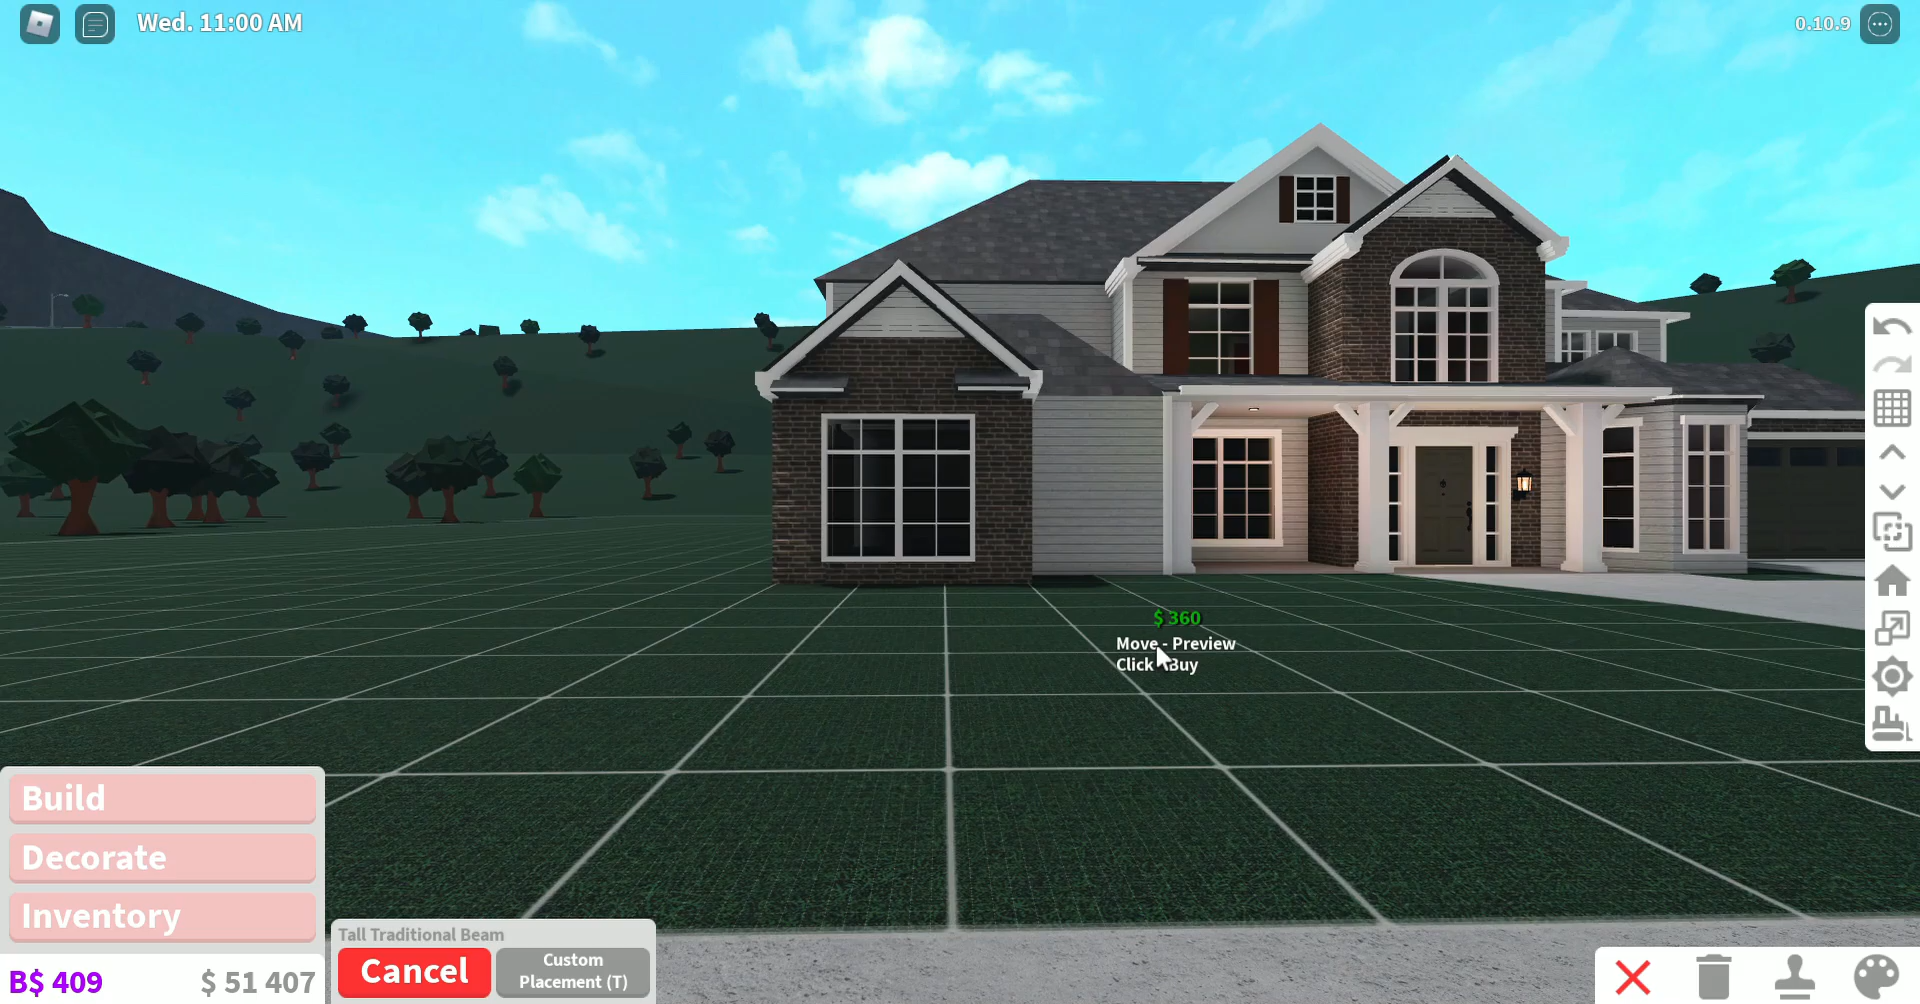 Wed. 11:00 AM
0.10.9
$ 360
Move - Preview
Click Buy
Build
Decorate
Inventory
B$ 409
$ 51 407
Tall Traditional Beam
Cancel
Custom
Placement (T)